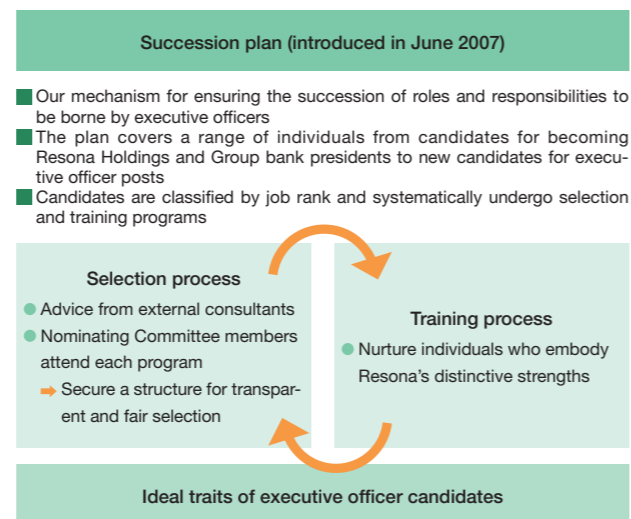 Succession plan (introduced in June 2007)
Our mechanism for ensuring the succession of roles and responsibilities to
be borne by executive officers
The plan covers a range of individuals from candidates for becoming
Resona Holdings and Group bank presidents to new candidates for execu-
tive officer posts
Candidates are classified by job rank and systematically undergo selection
and training programs
Selection process
Advice from external consultants
Nominating Committee members
attend each program
Secure a structure for transpar-
ent and fair selection
Training process
Nurture individuals who embody
Resona's distinctive strengths
Ideal traits of executive officer candidates